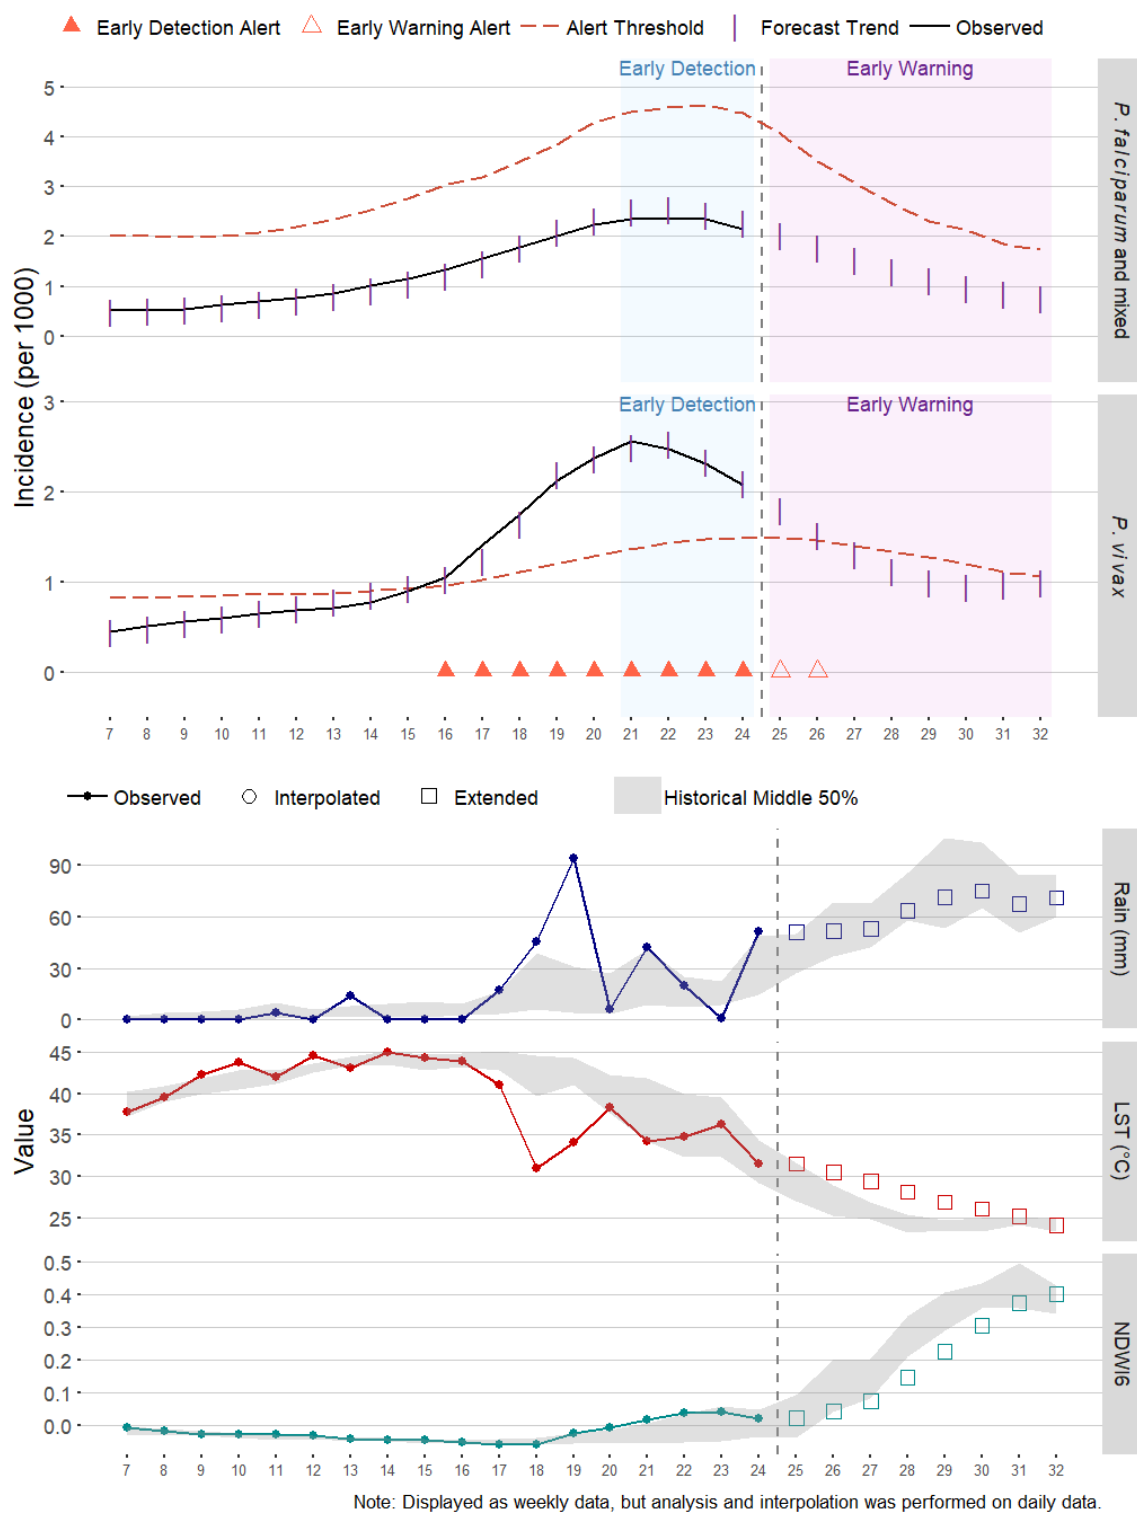 Early Detection Alert Early Warning Alert Alert Threshold Forecast Trend Observed
Early Detection Early Warning
5
4
3
2
1
0
P. falciparum and mixed
Incidence (per 1000)
Early Detection Early Warning
3
2
1
0
P. vivax
7 8 9 10 11 12 13 14 15 16 17 18 19 20 21 22 23 24 25 26 27 28 29 30 31 32
Observed Interpolated Extended Historical Middle 50%
90
60
30
0
Rain (mm)
Value
45
40
35
30
25
LST (°C)
0.5
0.4
0.3
0.2
0.1
0.0
NDWI6
7 8 9 10 11 12 13 14 15 16 17 18 19 20 21 22 23 24 25 26 27 28 29 30 31 32
Note: Displayed as weekly data, but analysis and interpolation was performed on daily data.